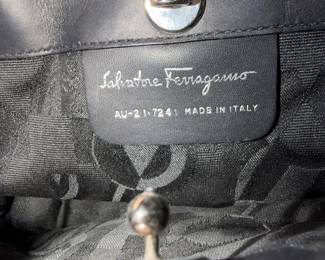 Salvatore Ferragamo
AU-21-7241 MADE IN ITALY